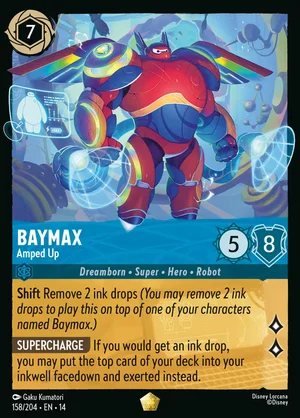 7
BAYMAX
Amped Up
5
8
Dreamborn • Super • Hero • Robot
Shift Remove 2 ink drops (You may remove 2 ink
drops to play this on top of one of your characters
named Baymax.)
SUPERCHARGE If you would get an ink drop,
you may put the top card of your deck into your
inkwell facedown and exerted instead.
Gaku Kumatori
158/204 • EN • 14
Disney Lorcana
©Disney